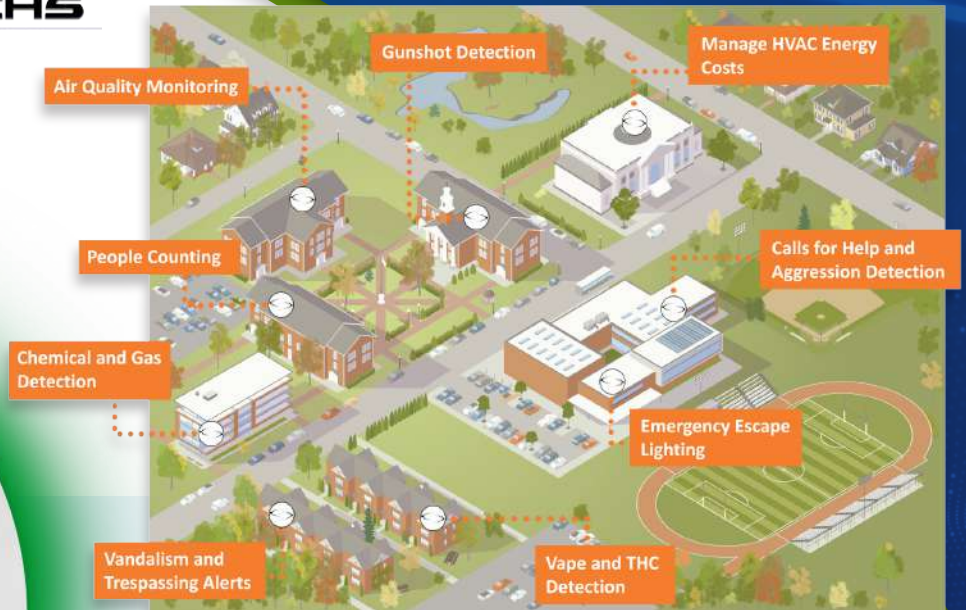 Gunshot Detection
Manage HVAC Energy
Costs
Air Quality Monitoring
People Counting
Calls for Help and
Aggression Detection
Chemical and Gas
Detection
Emergency Escape
Lighting
Vandalism and
Trespassing Alerts
Vape and THC
Detection